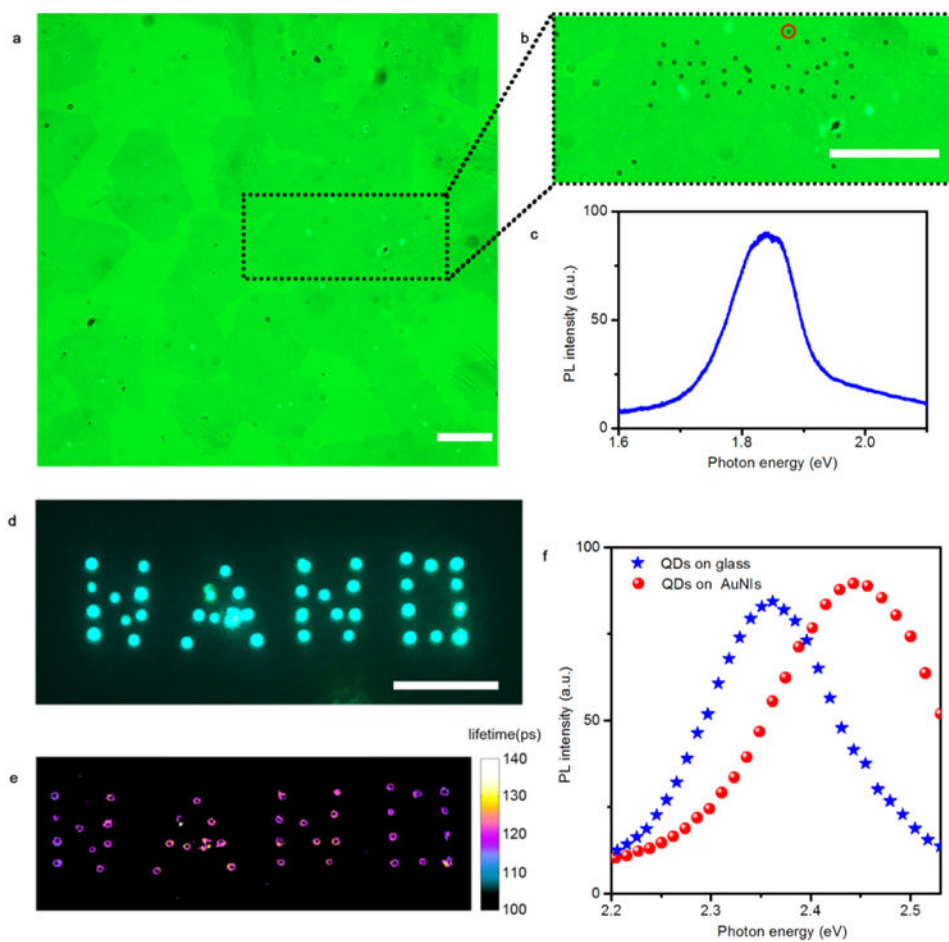 a
b
c
100
50
0
PL intensity (a.u.)
1.6
1.8
2.0
Photon energy (eV)
d
NANO
e
lifetime(ps)
140
130
120
110
100
f
QDs on glass
QDs on AuNIs
100
50
0
PL intensity (a.u.)
2.2
2.3
2.4
2.5
Photon energy (eV)